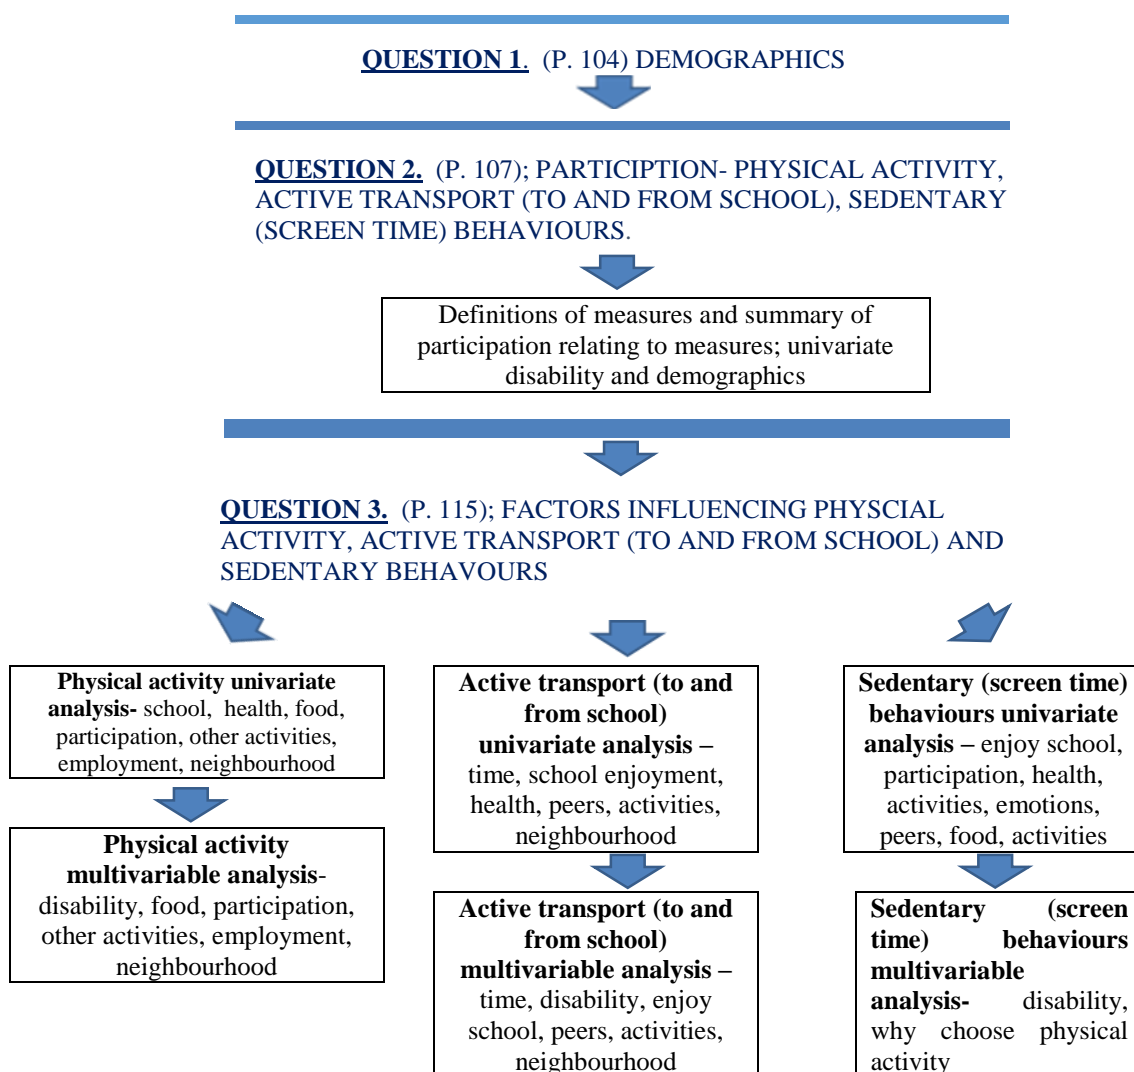 QUESTION 1. (P. 104) DEMOGRAPHICS
QUESTION 2. (P. 107); PARTICIPTION- PHYSICAL ACTIVITY,
ACTIVE TRANSPORT (TO AND FROM SCHOOL), SEDENTARY
(SCREEN TIME) BEHAVIOURS.
Definitions of measures and summary of
participation relating to measures; univariate
disability and demographics
QUESTION 3. (P. 115); FACTORS INFLUENCING PHYSCIAL
ACTIVITY, ACTIVE TRANSPORT (TO AND FROM SCHOOL) AND
SEDENTARY BEHAVOURS
Physical activity univariate
analysis- school, health, food,
participation, other activities,
employment, neighbourhood
Physical activity
multivariable analysis-
disability, food, participation,
other activities, employment,
neighbourhood
Active transport (to and
from school)
univariate analysis –
time, school enjoyment,
health, peers, activities,
neighbourhood
Active transport (to and
from school)
multivariable analysis –
time, disability, enjoy
school, peers, activities,
neighbourhood
Sedentary (screen time)
behaviours univariate
analysis – enjoy school,
participation, health,
activities, emotions,
peers, food, activities
Sedentary (screen
time) behaviours
multivariable
analysis- disability,
why choose physical
activity